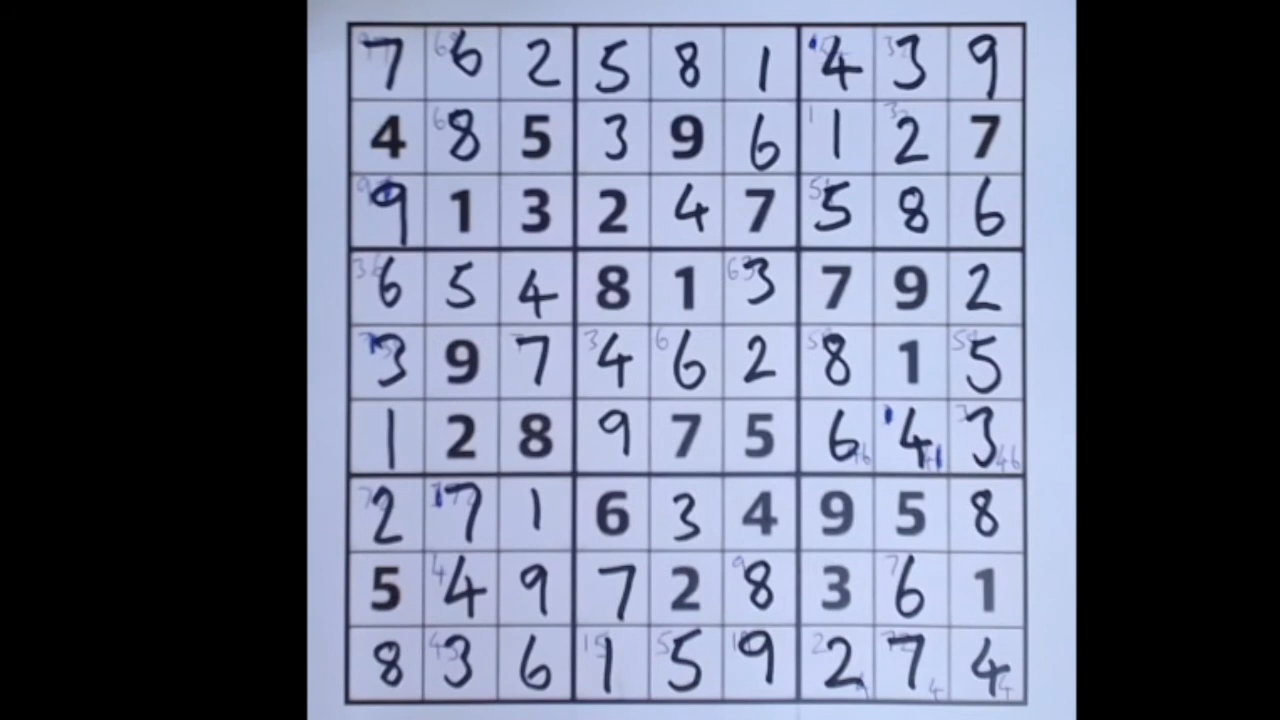 7 6 2 5 8 1 4 3 9
4 8 5 3 9 6 1 2 7
9 1 3 2 4 7 5 8 6
6 5 4 8 1 3 7 9 2
3 9 7 4 6 2 8 1 5
1 2 8 9 7 5 6 4 3
2 7 1 6 3 4 9 5 8
5 4 9 7 2 8 3 6 1
8 3 6 1 5 9 2 7 4